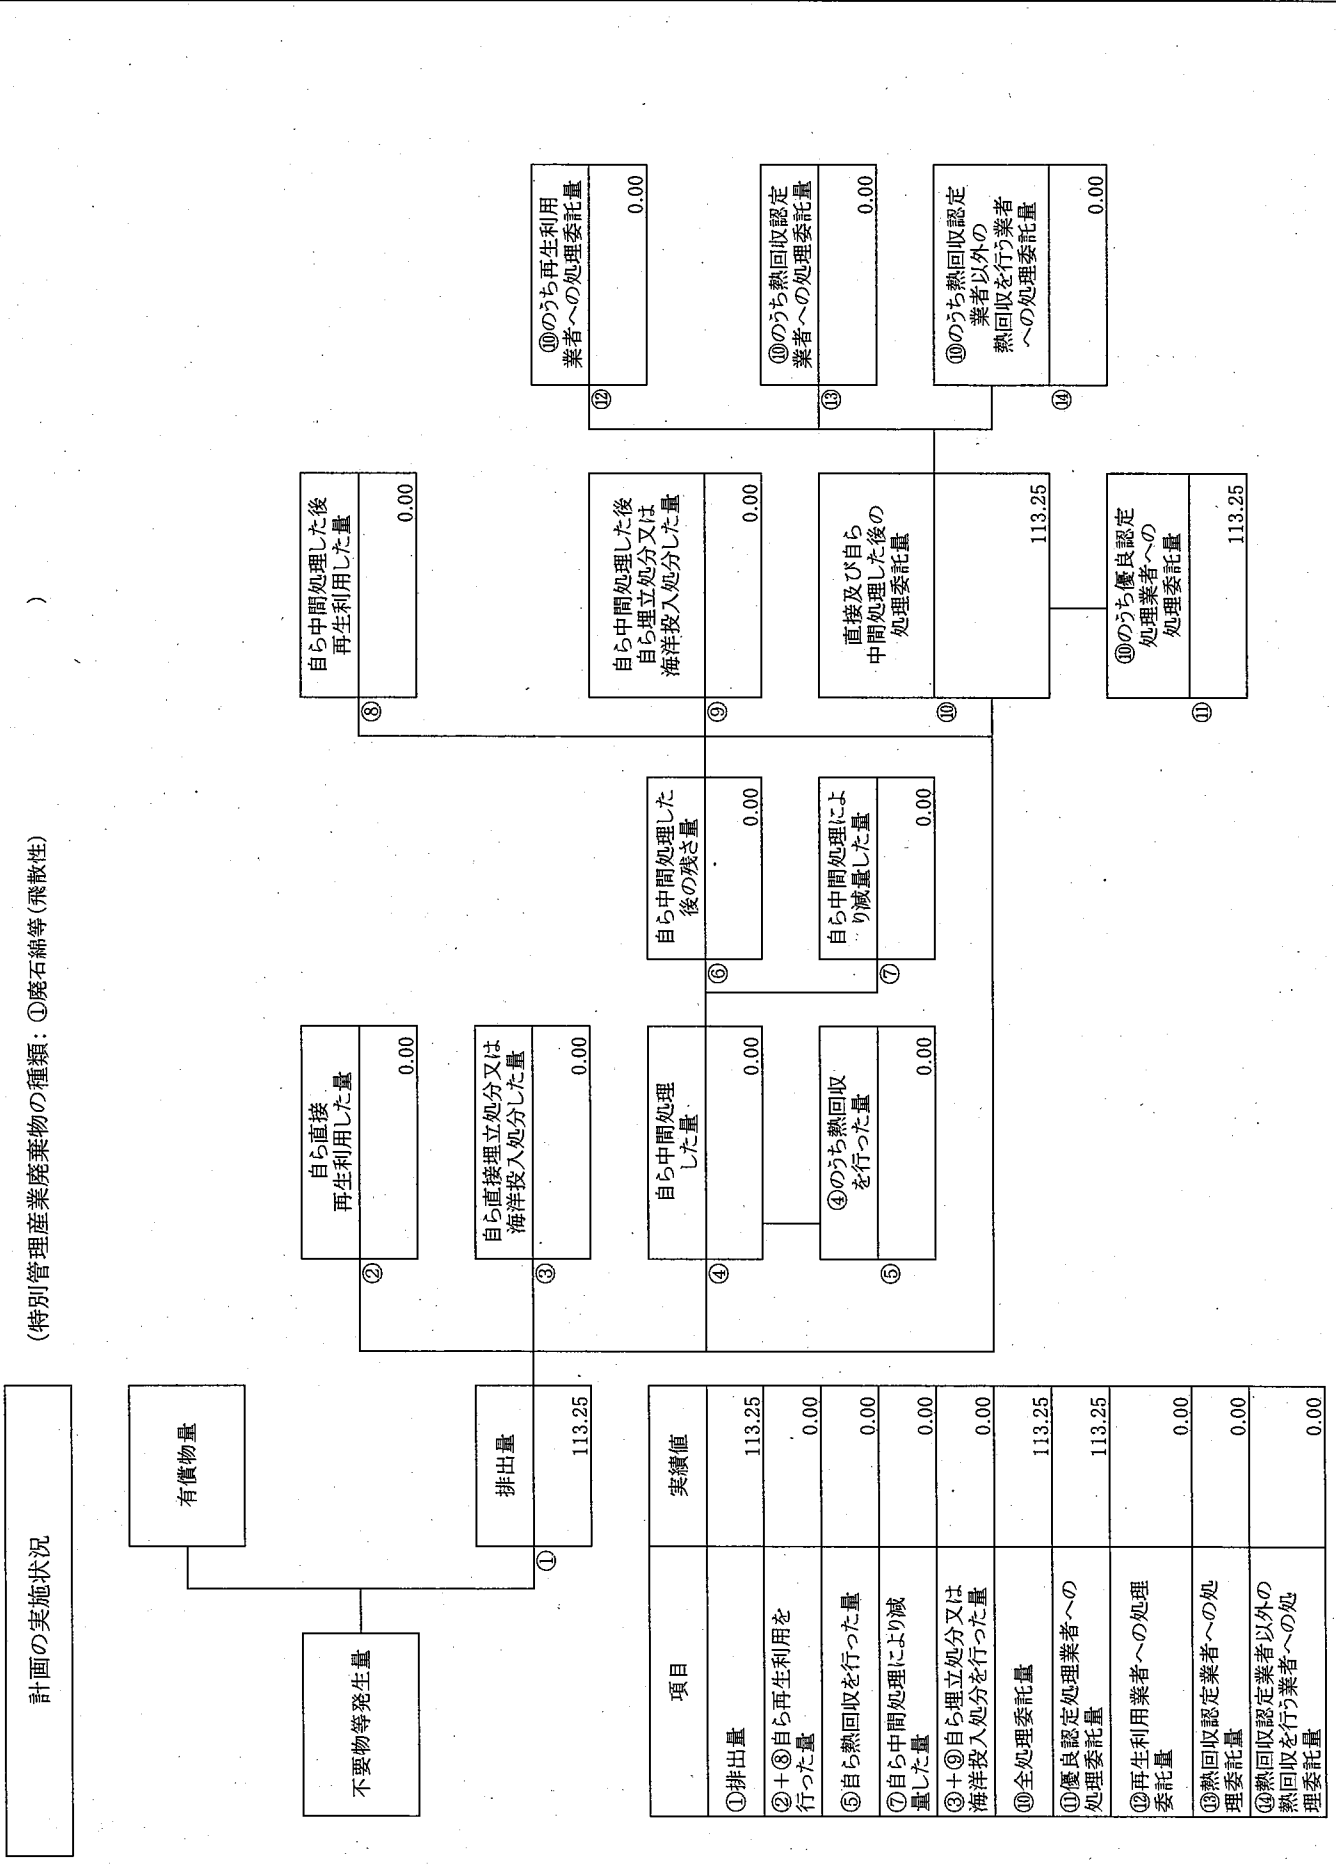 計画の実施状況
(特別管理産業廃棄物の種類：①廃石綿等(飛散性)
)
有償物量
不要物等発生量
排出量
①
113.25
自ら直接
再生利用した量
②
0.00
自ら直接埋立処分又は
海洋投入処分した量
③
0.00
自ら中間処理
した量
④
0.00
④のうち熱回収
を行った量
⑤
0.00
自ら中間処理した
後の残さ量
⑥
0.00
自ら中間処理によ
り減量した量
⑦
0.00
自ら中間処理した後
再生利用した量
⑧
0.00
自ら中間処理した後
自ら埋立処分又は
海洋投入処分した量
⑨
0.00
直接及び自ら
中間処理した後の
処理委託量
⑩
113.25
⑩のうち優良認定
処理業者への
処理委託量
⑪
113.25
⑩のうち再生利用
業者への処理委託量
⑫
0.00
⑩のうち熱回収認定
業者への処理委託量
⑬
0.00
⑩のうち熱回収認定
業者以外の
熱回収を行う業者
への処理委託量
⑭
0.00
項目 実績値
①排出量 113.25
②＋⑧自ら再生利用を
行った量 0.00
⑤自ら熱回収を行った量 0.00
⑦自ら中間処理により減
量した量 0.00
③＋⑨自ら埋立処分又は
海洋投入処分を行った量 0.00
⑩全処理委託量 113.25
⑪優良認定処理業者への
処理委託量 113.25
⑫再生利用業者への処理
委託量 0.00
⑬熱回収認定業者への処
理委託量 0.00
⑭熱回収認定業者以外の
熱回収を行う業者への処
理委託量 0.00